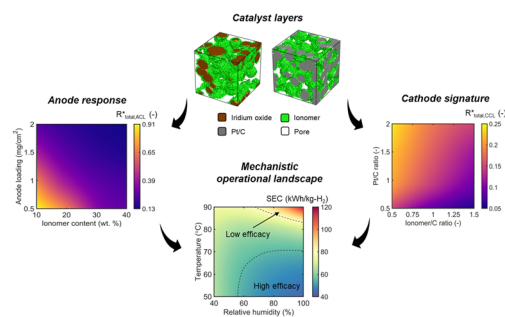 Catalyst layers
Iridium oxide
Ionomer
Pt/C
Pore
Anode response
R*total,ACL (-)
Anode loading (mg/cm²)
2
1.5
1
0.5
10 20 30 40
Ionomer content (wt. %)
0.91
0.65
0.39
0.13
Cathode signature
R*total,CCL (-)
Pt/C ratio (-)
2
1.5
1
0.5
0.5 1 1.5
Ionomer/C ratio (-)
0.25
0.20
0.15
0.10
0.05
Mechanistic
operational landscape
SEC (kWh/kg-H₂)
Temperature (°C)
90
80
70
60
50
40 60 80 100
Relative humidity (%)
Low efficacy
High efficacy
120
100
80
60
40